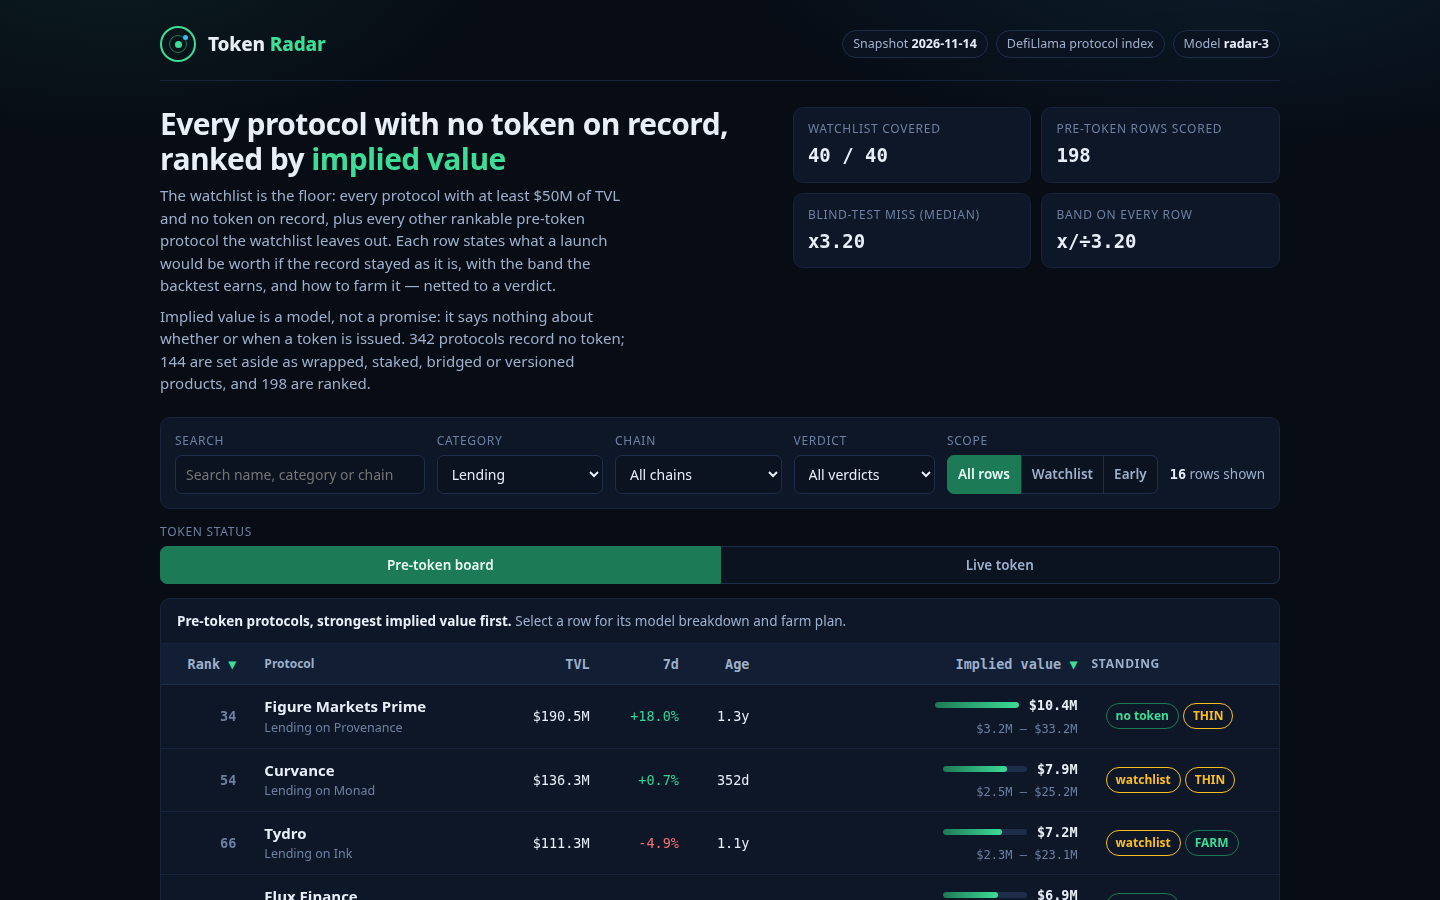 Token Radar
Snapshot 2026-11-14
DefiLlama protocol index
Model radar-3
Every protocol with no token on record,
ranked by implied value
The watchlist is the floor: every protocol with at least $50M of TVL
and no token on record, plus every other rankable pre-token
protocol the watchlist leaves out. Each row states what a launch
would be worth if the record stayed as it is, with the band the
backtest earns, and how to farm it — netted to a verdict.
Implied value is a model, not a promise: it says nothing about
whether or when a token is issued. 342 protocols record no token;
144 are set aside as wrapped, staked, bridged or versioned
products, and 198 are ranked.
WATCHLIST COVERED
40 / 40
PRE-TOKEN ROWS SCORED
198
BLIND-TEST MISS (MEDIAN)
x3.20
BAND ON EVERY ROW
x/÷3.20
SEARCH
Search name, category or chain
CATEGORY
Lending
CHAIN
All chains
VERDICT
All verdicts
SCOPE
All rows Watchlist Early
16 rows shown
TOKEN STATUS
Pre-token board
Live token
Pre-token protocols, strongest implied value first. Select a row for its model breakdown and farm plan.
Rank ▼ Protocol TVL 7d Age Implied value ▼ STANDING
34 Figure Markets Prime $190.5M +18.0% 1.3y $10.4M no token THIN
Lending on Provenance $3.2M — $33.2M
54 Curvance $136.3M +0.7% 352d $7.9M watchlist THIN
Lending on Monad $2.5M — $25.2M
66 Tydro $111.3M -4.9% 1.1y $7.2M watchlist FARM
Lending on Ink $2.3M — $23.1M
Flux Finance $6.9M